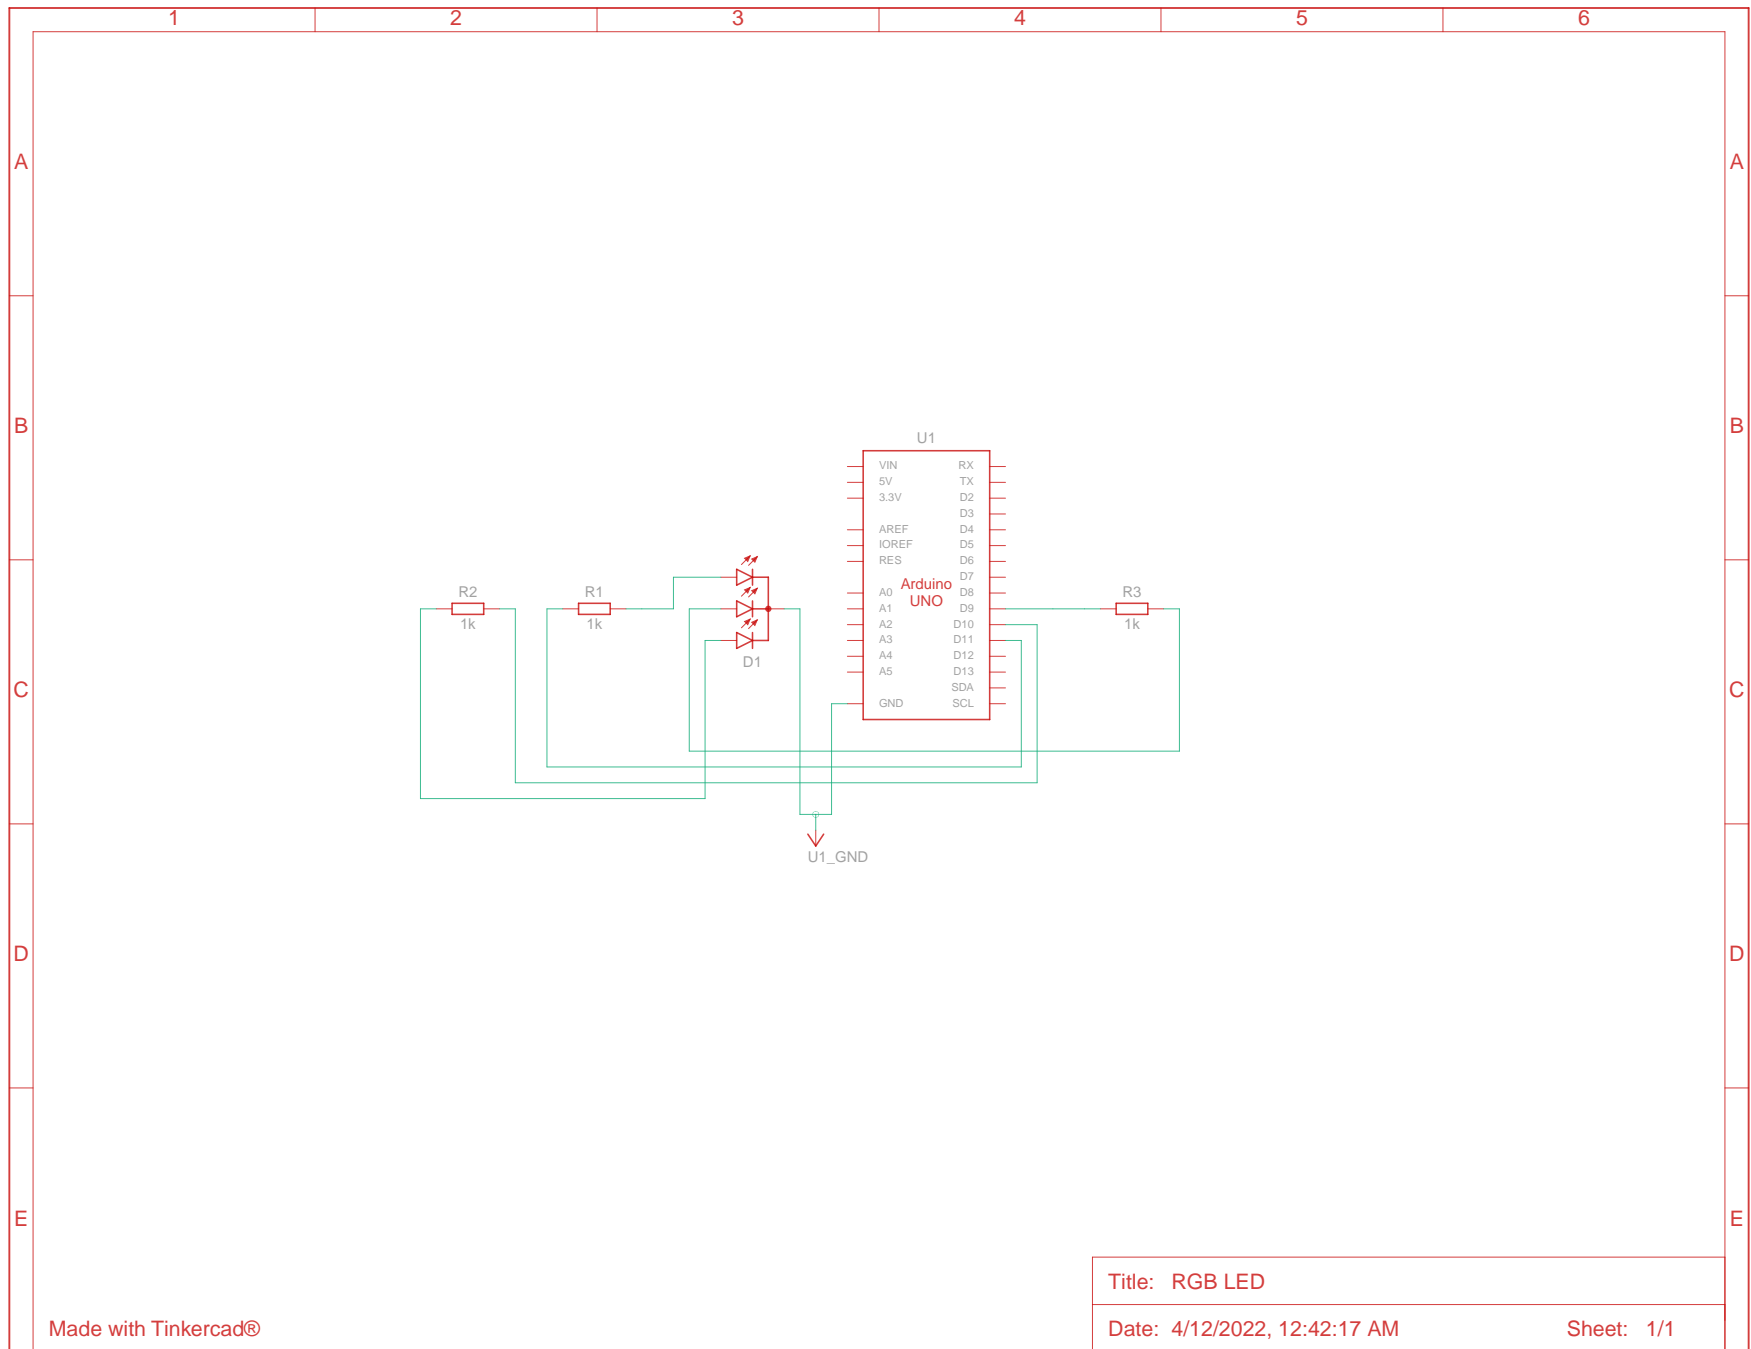 1 2 3 4 5 6
A A
B B
U1
VIN RX
5V TX
3.3V D2
D3
AREF D4
IOREF D5
RES D6
D7
Arduino
A0 D8
UNO
A1 D9
A2 D10
A3 D11
A4 D12
A5 D13
SDA
GND SCL
R2 R1 R3
1k 1k 1k
D1
C C
U1_GND
D D
E E
Title: RGB LED
Made with Tinkercad® Date: 4/12/2022, 12:42:17 AM Sheet: 1/1